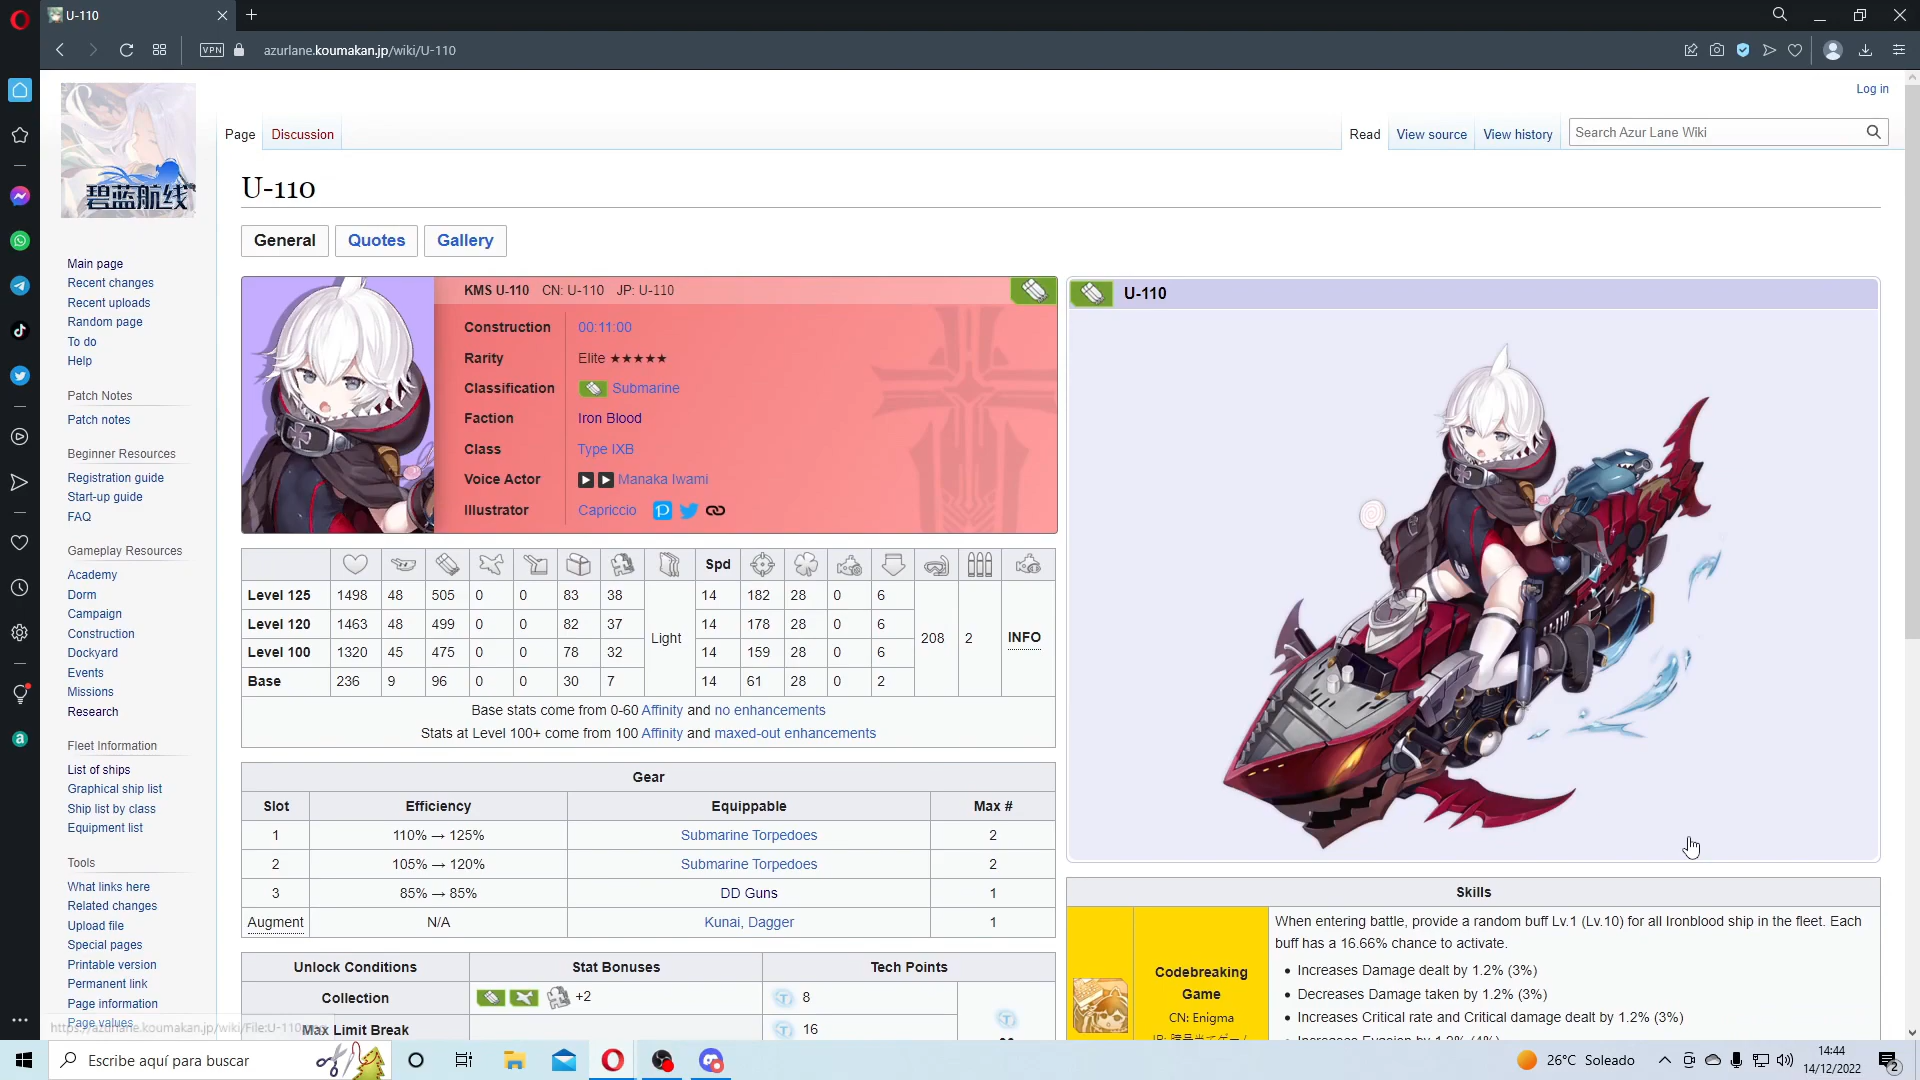 U-110
VPN
azurlane.koumakan.jp/wiki/U-110
Log in
碧蓝航线
Page
Discussion
Read
View source
View history
Search Azur Lane Wiki
U-110
General
Quotes
Gallery
Main page
Recent changes
Recent uploads
Random page
To do
Help
Patch Notes
Patch notes
Beginner Resources
Registration guide
Start-up guide
FAQ
Gameplay Resources
Academy
Dorm
Campaign
Construction
Dockyard
Events
Missions
Research
Fleet Information
List of ships
Graphical ship list
Ship list by class
Equipment list
Tools
What links here
Related changes
Upload file
Special pages
Printable version
Permanent link
Page information
Page values
KMS U-110 CN: U-110 JP: U-110
Construction 00:11:00
Rarity Elite ★★★★★
Classification Submarine
Faction Iron Blood
Class Type IXB
Voice Actor Manaka Iwami
Illustrator Capriccio
Spd
Level 125 1498 48 505 0 0 83 38 14 182 28 0 6
Level 120 1463 48 499 0 0 82 37 14 178 28 0 6
Light 208 2 INFO
Level 100 1320 45 475 0 0 78 32 14 159 28 0 6
Base 236 9 96 0 0 30 7 14 61 28 0 2
Base stats come from 0-60 Affinity and no enhancements
Stats at Level 100+ come from 100 Affinity and maxed-out enhancements
Gear
Slot Efficiency Equippable Max #
1 110% → 125% Submarine Torpedoes 2
2 105% → 120% Submarine Torpedoes 2
3 85% → 85% DD Guns 1
Augment N/A Kunai, Dagger 1
Unlock Conditions Stat Bonuses Tech Points
Collection +2 8
Max Limit Break 16
U-110
Skills
Codebreaking
Game
CN: Enigma
When entering battle, provide a random buff Lv.1 (Lv.10) for all Ironblood ship in the fleet. Each
buff has a 16.66% chance to activate.
• Increases Damage dealt by 1.2% (3%)
• Decreases Damage taken by 1.2% (3%)
• Increases Critical rate and Critical damage dealt by 1.2% (3%)
Escribe aquí para buscar
26°C Soleado
14:44
14/12/2022
2